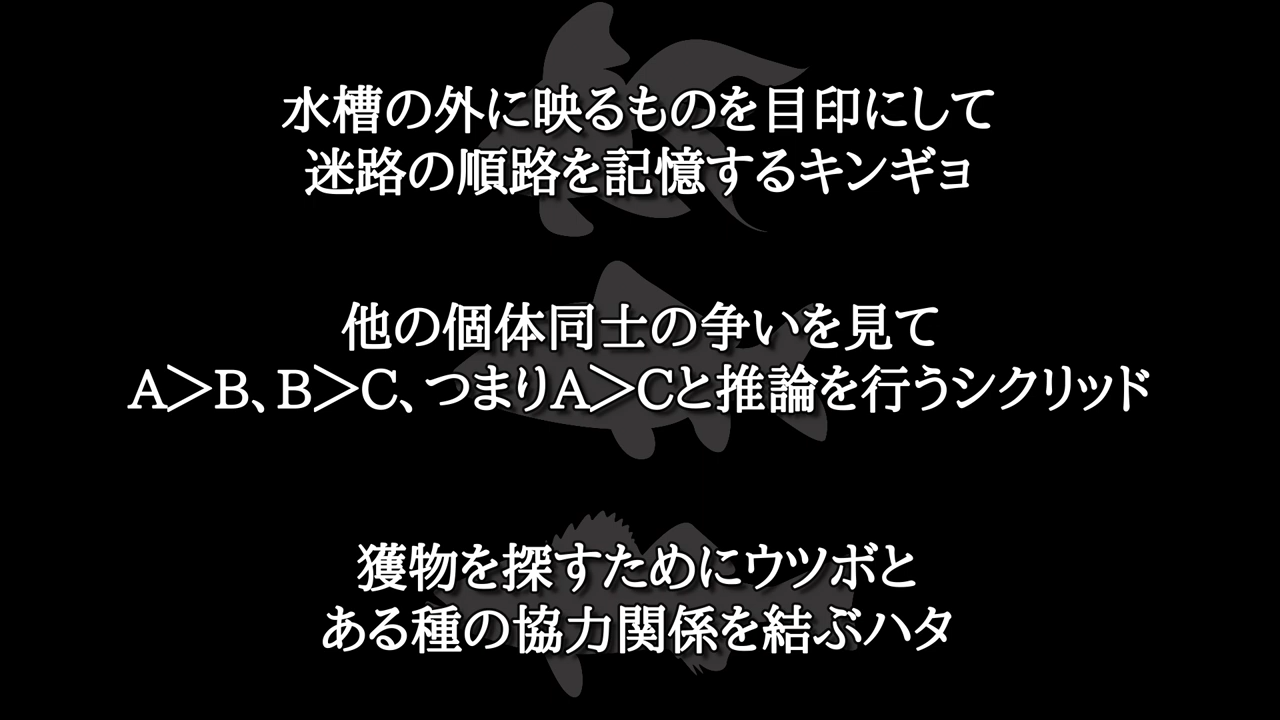 水槽の外に映るものを目印にして
迷路の順路を記憶するキンギョ
他の個体同士の争いを見て
A＞B、B＞C、つまりA＞Cと推論を行うシクリッド
獲物を探すためにウツボと
ある種の協力関係を結ぶハタ